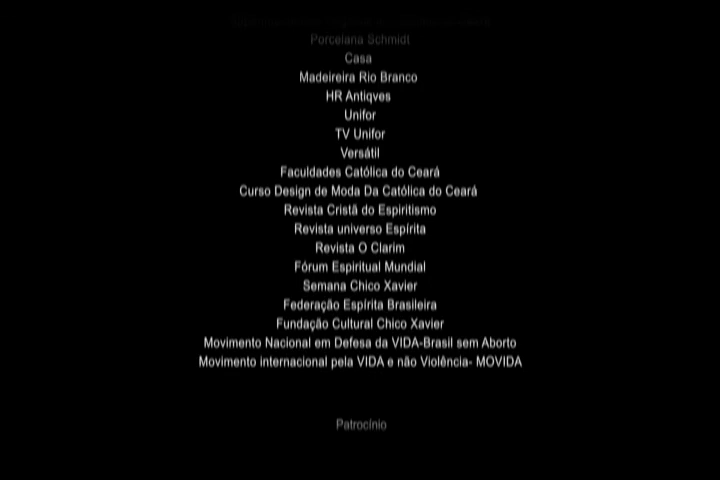 Porcelana Schmidt
Casa
Madeireira Rio Branco
HR Antiqves
Unifor
TV Unifor
Versátil
Faculdades Católica do Ceará
Curso Design de Moda Da Católica do Ceará
Revista Cristã do Espiritismo
Revista universo Espírita
Revista O Clarim
Fórum Espiritual Mundial
Semana Chico Xavier
Federação Espírita Brasileira
Fundação Cultural Chico Xavier
Movimento Nacional em Defesa da VIDA-Brasil sem Aborto
Movimento internacional pela VIDA e não Violência- MOVIDA
Patrocínio